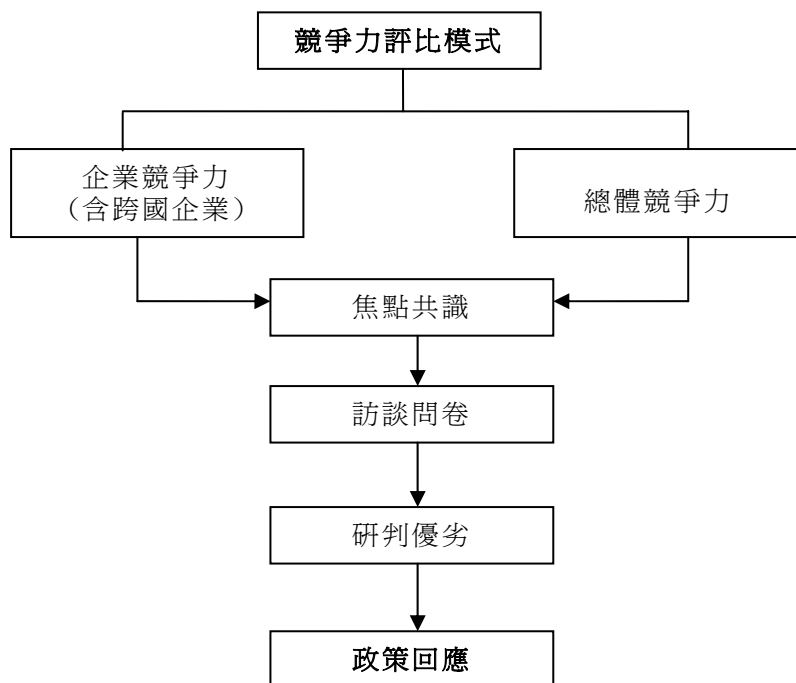 競爭力評比模式
企業競爭力
（含跨國企業）
總體競爭力
焦點共識
訪談問卷
研判優劣
政策回應